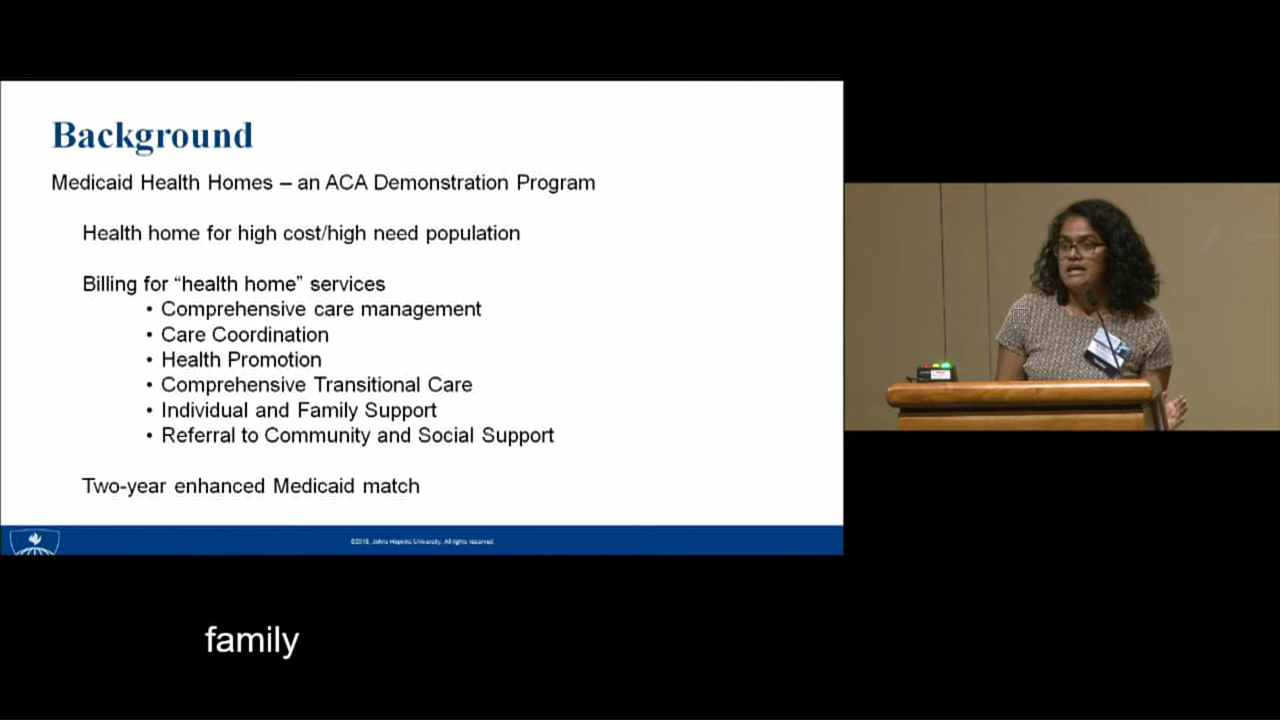 Background
Medicaid Health Homes – an ACA Demonstration Program
Health home for high cost/high need population
Billing for “health home” services
• Comprehensive care management
• Care Coordination
• Health Promotion
• Comprehensive Transitional Care
• Individual and Family Support
• Referral to Community and Social Support
Two-year enhanced Medicaid match
©2018, Johns Hopkins University. All rights reserved.
family